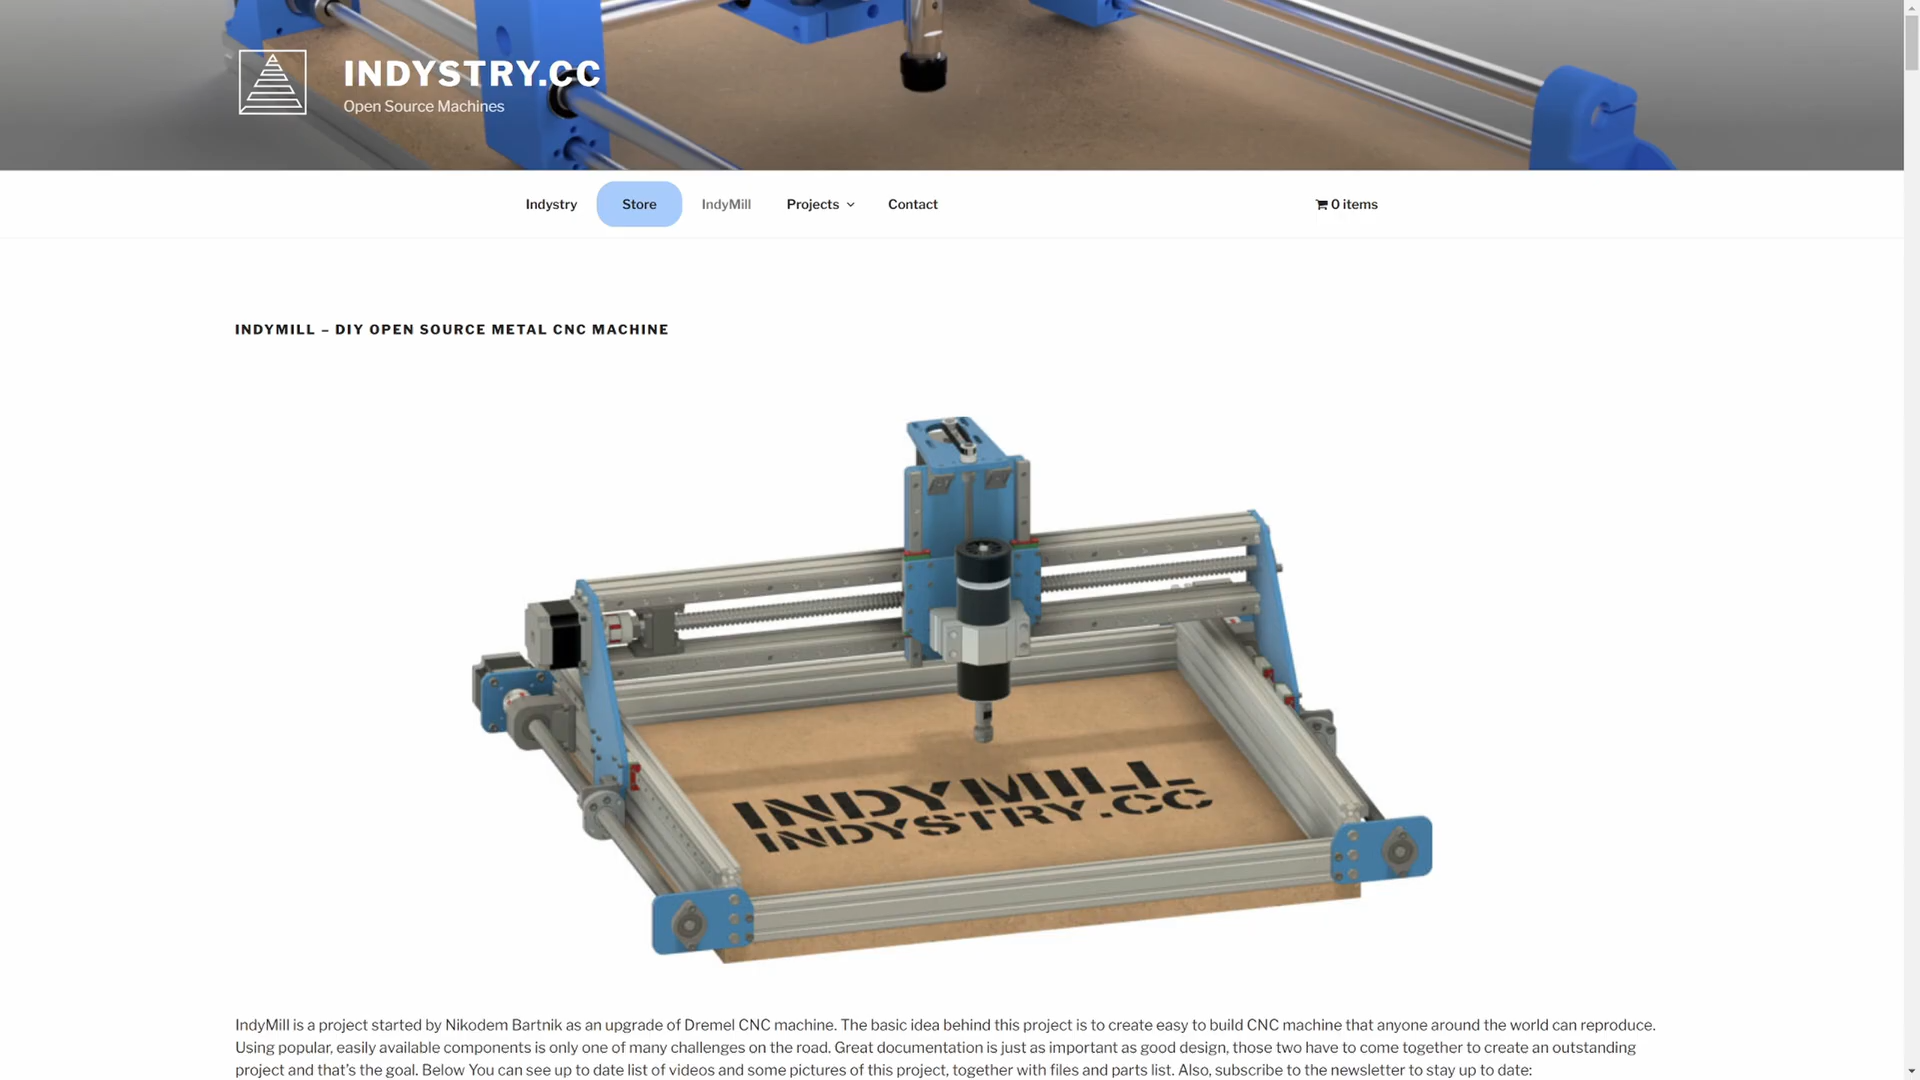 INDYSTRY.CC
Open Source Machines
Indystry Store IndyMill Projects Contact 0 items
INDYMILL – DIY OPEN SOURCE METAL CNC MACHINE
INDYMILL
INDYSTRY.CC
IndyMill is a project started by Nikodem Bartnik as an upgrade of Dremel CNC machine. The basic idea behind this project is to create easy to build CNC machine that anyone around the world can reproduce.
Using popular, easily available components is only one of many challenges on the road. Great documentation is just as important as good design, those two have to come together to create an outstanding
project and that’s the goal. Below You can see up to date list of videos and some pictures of this project, together with files and parts list. Also, subscribe to the newsletter to stay up to date: